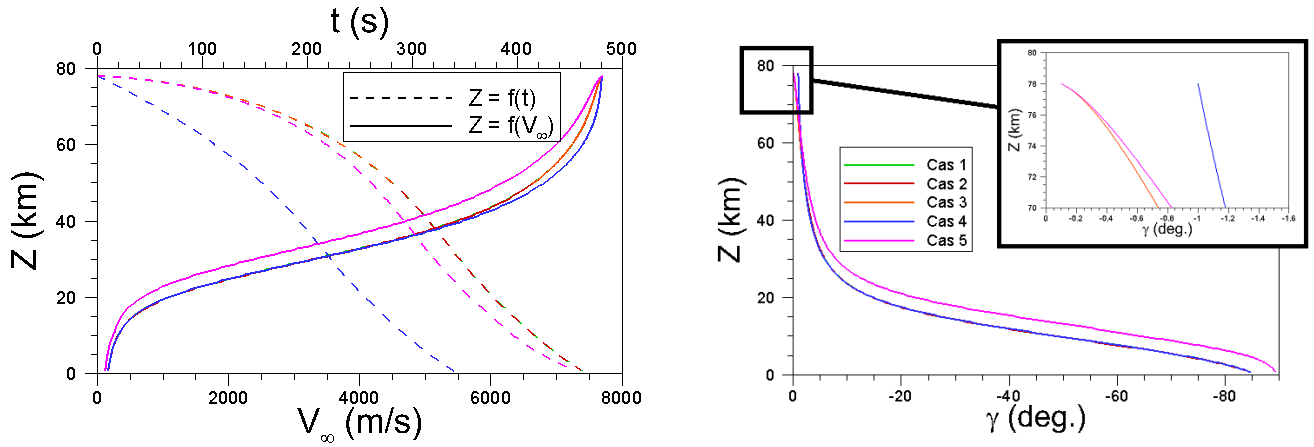 t (s)
0 100 200 300 400 500
80
60
40
20
0
Z (km)
Z = f(t)
Z = f(V∞)
0 2000 4000 6000 8000
V∞ (m/s)
80
60
40
20
0
Z (km)
Cas 1
Cas 2
Cas 3
Cas 4
Cas 5
0 -20 -40 -60 -80
γ (deg.)
80
78
76
74
72
70
Z (km)
0 -0.2 -0.4 -0.6 -0.8 -1 -1.2 -1.4 -1.6
γ (deg.)